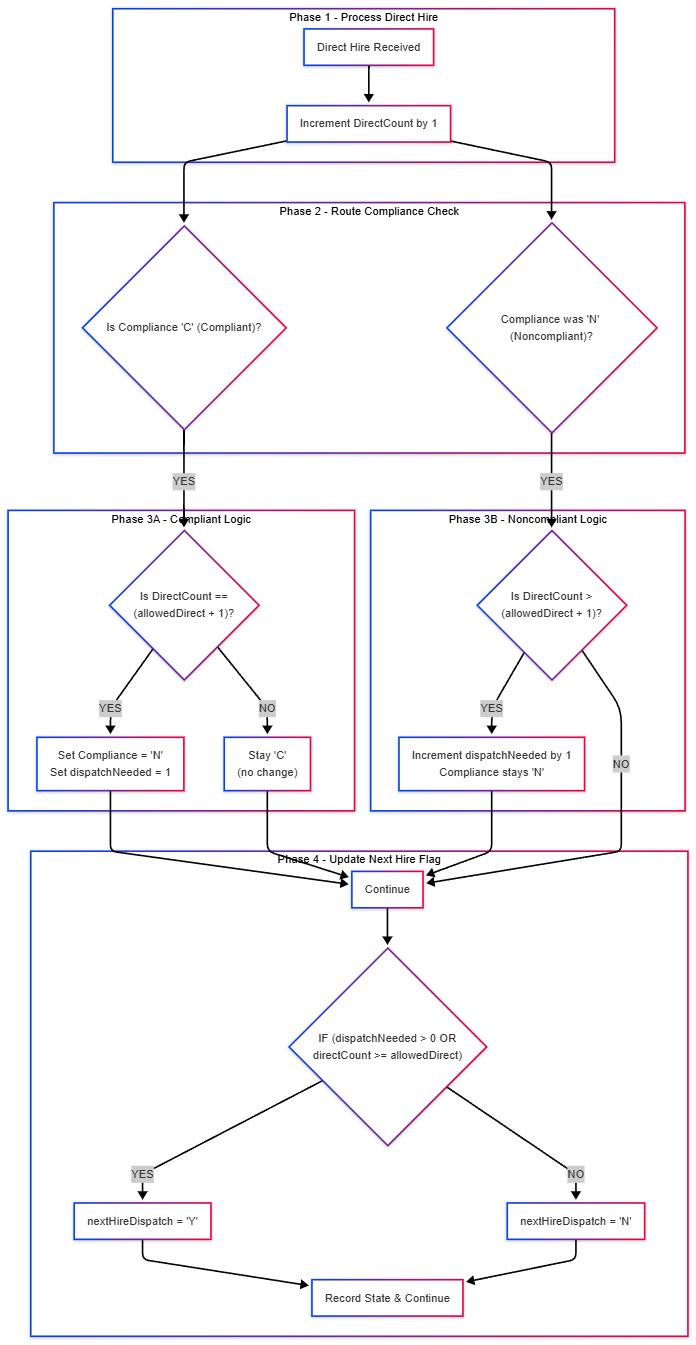 Phase 1 - Process Direct Hire
Direct Hire Received
Increment DirectCount by 1
Phase 2 - Route Compliance Check
Is Compliance 'C' (Compliant)?
Compliance was 'N'
(Noncompliant)?
YES
YES
Phase 3A - Compliant Logic
Is DirectCount ==
(allowedDirect + 1)?
YES
NO
Set Compliance = 'N'
Set dispatchNeeded = 1
Stay 'C'
(no change)
Phase 3B - Noncompliant Logic
Is DirectCount >
(allowedDirect + 1)?
YES
NO
Increment dispatchNeeded by 1
Compliance stays 'N'
Phase 4 - Update Next Hire Flag
Continue
IF (dispatchNeeded > 0 OR
directCount >= allowedDirect)
YES
NO
nextHireDispatch = 'Y'
nextHireDispatch = 'N'
Record State & Continue